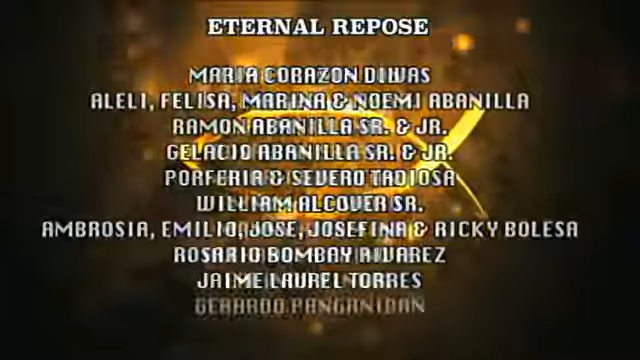 ETERNAL REPOSE
MARIA CORAZON DIWAS
ALELI, FELISA, MARINA & NOEMI ABANILLA
RAMON ABANILLA SR. & JR.
GELACIO ABANILLA SR. & JR.
PORFERIA & SEVERO TADIOSA
WILLIAM ALCOVER SR.
AMBROSIA, EMILIO, JOSE, JOSEFINA & RICKY BOLESA
ROSARIO BOMBAY ALVAREZ
JAIME LAUREL TORRES
GERARDO PANGANIBAN